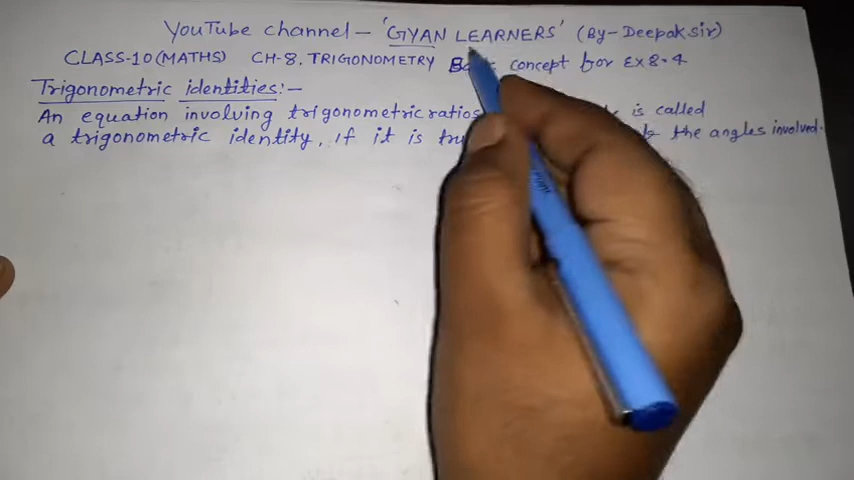 YouTube channel - 'GYAN LEARNERS' (By-Deepak sir)
CLASS-10(MATHS) CH-8. TRIGONOMETRY concept for Ex 8.4
Trigonometric identities:-
An equation involving trigonometric ratios is called
a trigonometric identity, if it is the angles involved.